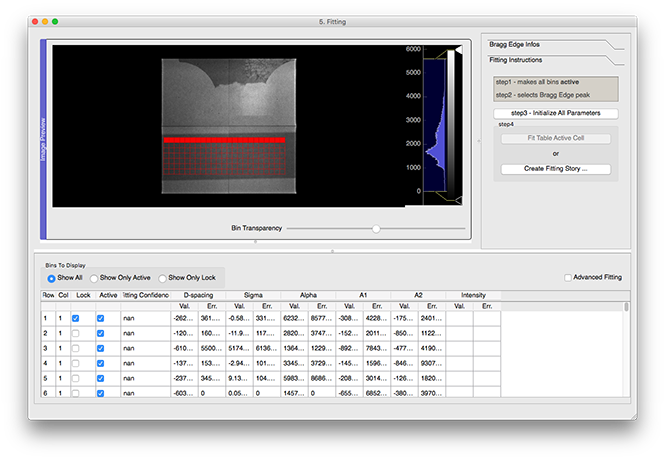 5. Fitting
Image Preview
6000
5000
4000
3000
2000
1000
0
Bin Transparency
Bragg Edge Infos
Fitting Instructions
step1 - makes all bins active
step2 - selects Bragg Edge peak
step3 - Initialize All Parameters
step4
Fit Table Active Cell
or
Create Fitting Story ...
Bins To Display
Show All Show Only Active Show Only Lock
Advanced Fitting
Row Col Lock Active Fitting Confidenc D-spacing Sigma Alpha A1 A2 Intensity
Val. Err. Val. Err. Val. Err. Val. Err. Val. Err. Val. Err.
1 1 nan -262... 361.... -0.58... 331.... 6232... 8577... -308... 4228... -175... 2401...
2 1 nan -120... 160.... -11.9... 117.... 2820... 3747... -152... 2011... -850... 1122...
3 1 nan -610... 5500... 5174... 6136... 1364... 1229... -892... 7843... -477... 4190...
4 1 nan -137... 153.... -2.94... 101.... 3345... 3729... -145... 1596... -846... 9307...
5 1 nan -237... 345.... 9.13... 104.... 5983... 8686... -208... 3014... -126... 1820...
6 1 nan -603... 0 0.05... 0 1457... 0 -655... 6852... -380... 3970...